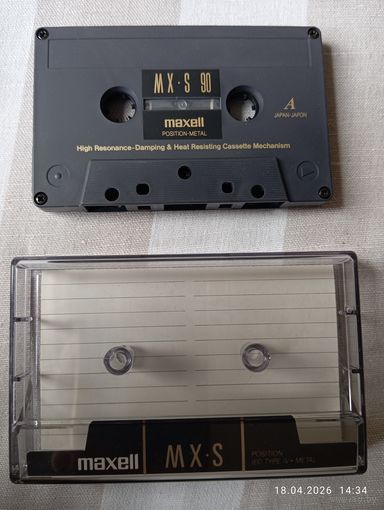 MX·S 90
maxell
POSITION·METAL
A
JAPAN-JAPON
High Resonance-Damping & Heat Resisting Cassette Mechanism
maxell
MX·S
POSITION
IEC TYPE IV • METAL
18.04.2026 14:34